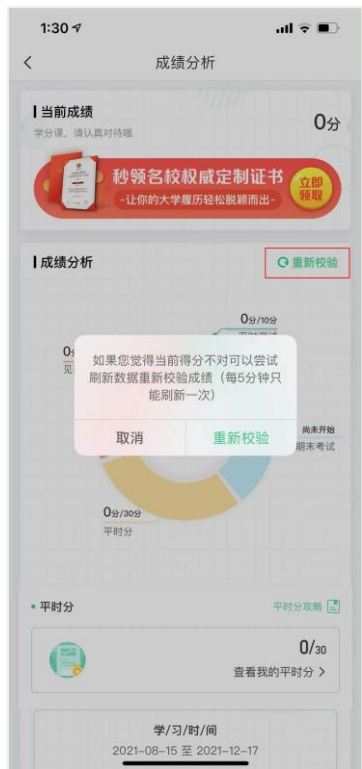 1:30
成绩分析
当前成绩
学分课，请认真对待哦
0分
秒领名校权威定制证书
-让你的大学履历轻松脱颖而出-
立即
领取
成绩分析
重新校验
0分/10分
如果您觉得当前得分不对可以尝试
刷新数据重新校验成绩（每5分钟只
能刷新一次）
取消
重新校验
尚未开始
期末考试
0分/30分
平时分
平时分
平时分攻略
0/30
查看我的平时分
学/习/时/间
2021-08-15 至 2021-12-17